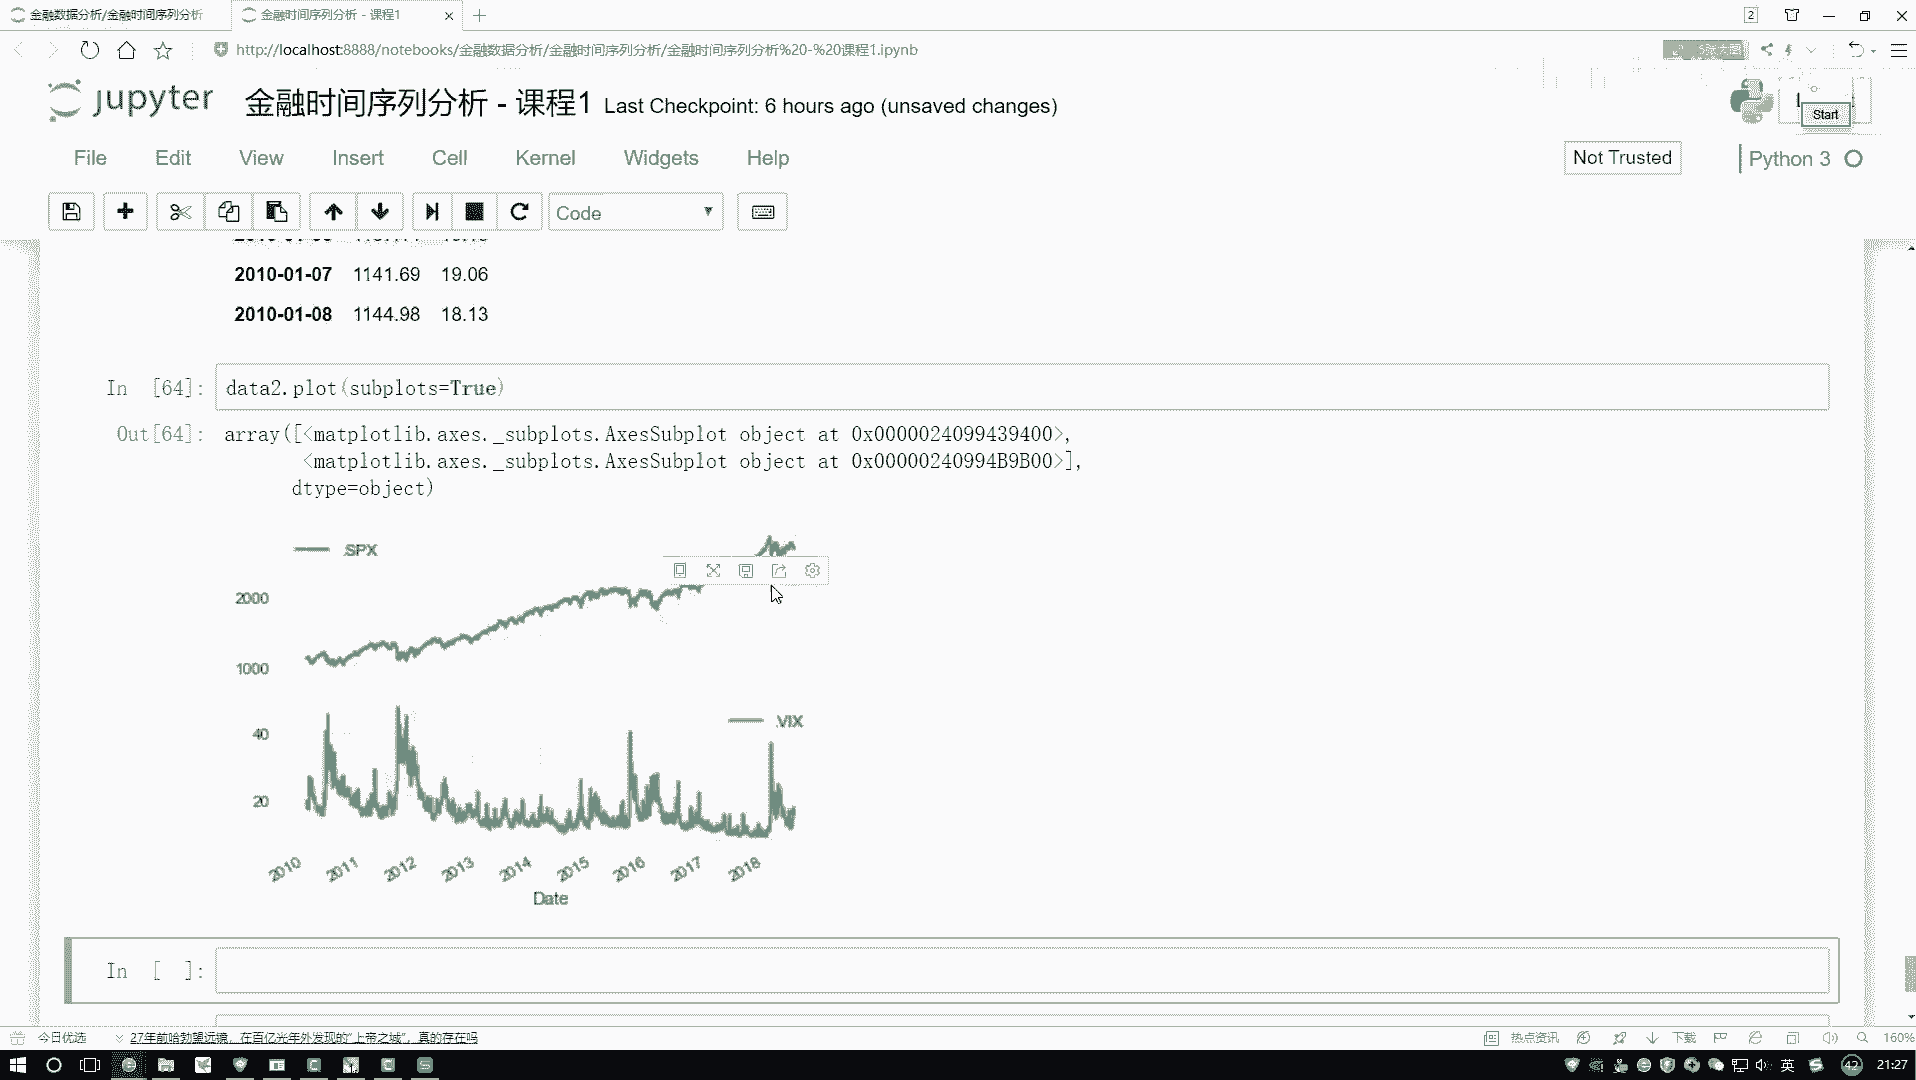 金融数据分析/金融时间序列分析
金融时间序列分析 - 课程1
2
http://localhost:8888/notebooks/金融数据分析/金融时间序列分析/金融时间序列分析%20-%20课程1.ipynb
jupyter
金融时间序列分析 - 课程1 Last Checkpoint: 6 hours ago (unsaved changes)
Start
File Edit View Insert Cell Kernel Widgets Help
Not Trusted
Python 3
Code
2010-01-07 1141.69 19.06
2010-01-08 1144.98 18.13
In [64]: data2.plot(subplots=True)
Out[64]: array([<matplotlib.axes._subplots.AxesSubplot object at 0x0000024099439400>,
<matplotlib.axes._subplots.AxesSubplot object at 0x00000240994B9B00>],
dtype=object)
.SPX
2000
1000
.VIX
40
20
2010 2011 2012 2013 2014 2015 2016 2017 2018
Date
In [ ]:
今日优选
27年前哈勃望远镜，在百亿光年外发现的“上帝之城”，真的存在吗
热点资讯
下载
160%
英
42
21:27